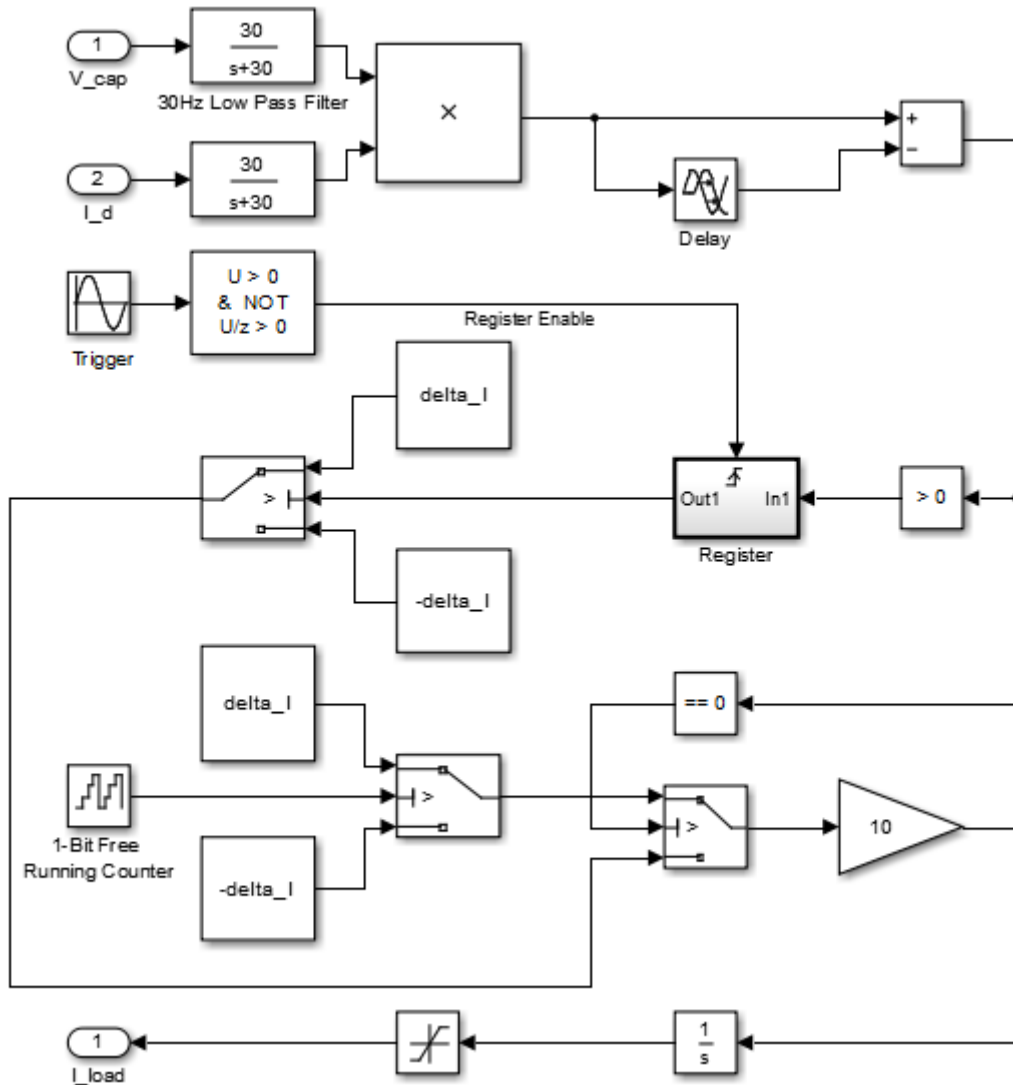 1
V_cap
30
s+30
30Hz Low Pass Filter
×
+
−
2
I_d
30
s+30
Delay
Trigger
U > 0
& NOT
U/z > 0
Register Enable
delta_I
>
Out1
In1
Register
> 0
-delta_I
delta_I
== 0
1-Bit Free
Running Counter
>
>
10
-delta_I
1
I_load
1
s